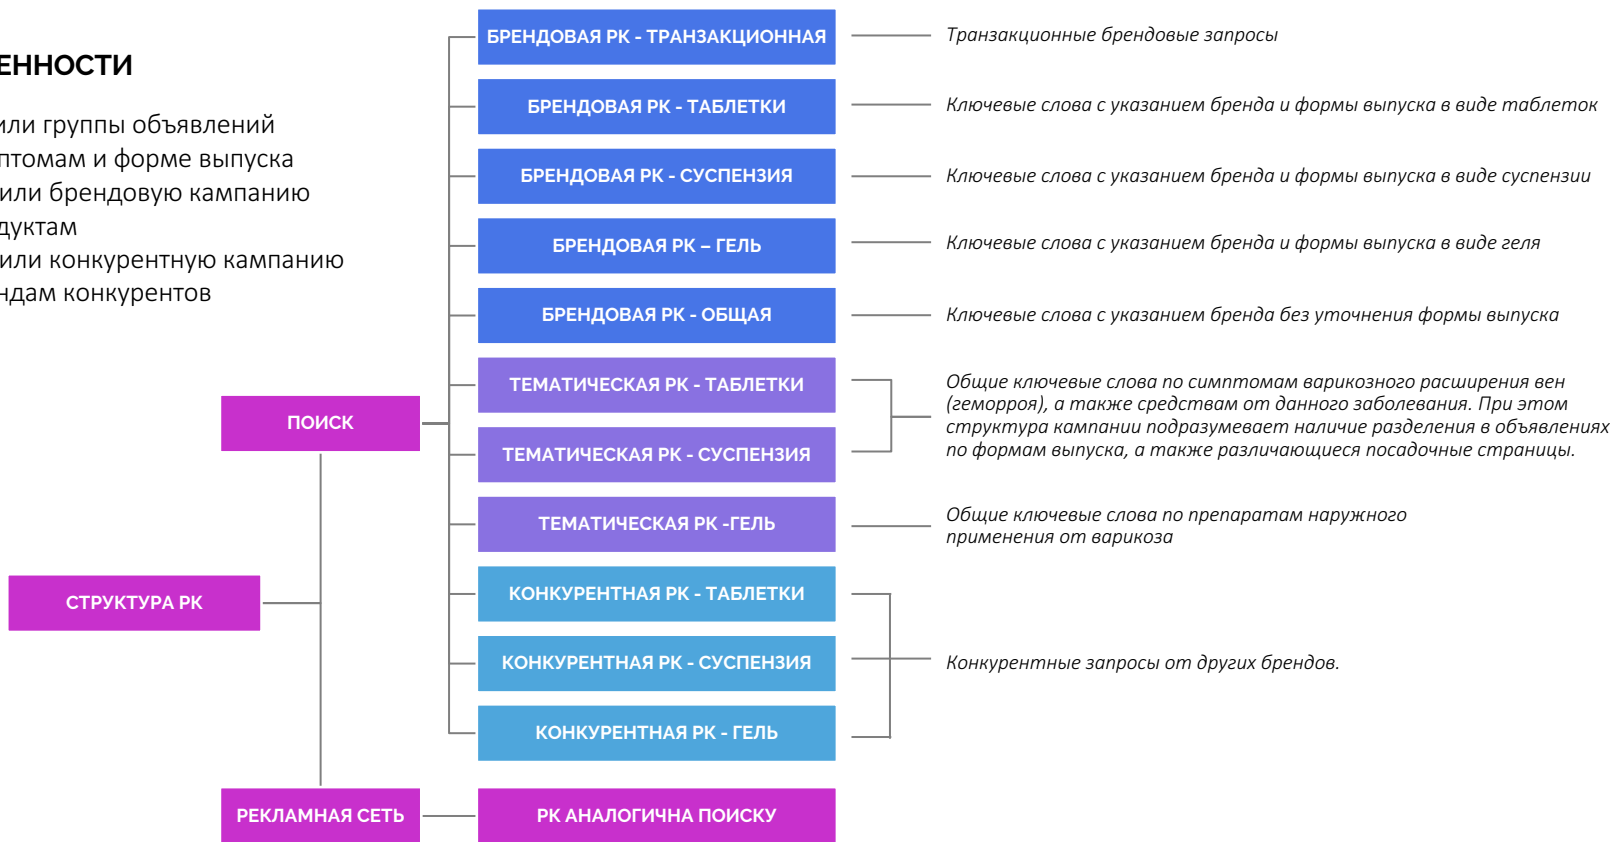 ЕННОСТИ
или группы объявлений
птомам и форме выпуска
или брендовую кампанию
дуктам
или конкурентную кампанию
ндам конкурентов
СТРУКТУРА РК
ПОИСК
РЕКЛАМНАЯ СЕТЬ
БРЕНДОВАЯ РК - ТРАНЗАКЦИОННАЯ
Транзакционные брендовые запросы
БРЕНДОВАЯ РК - ТАБЛЕТКИ
Ключевые слова с указанием бренда и формы выпуска в виде таблеток
БРЕНДОВАЯ РК - СУСПЕНЗИЯ
Ключевые слова с указанием бренда и формы выпуска в виде суспензии
БРЕНДОВАЯ РК – ГЕЛЬ
Ключевые слова с указанием бренда и формы выпуска в виде геля
БРЕНДОВАЯ РК - ОБЩАЯ
Ключевые слова с указанием бренда без уточнения формы выпуска
ТЕМАТИЧЕСКАЯ РК - ТАБЛЕТКИ
ТЕМАТИЧЕСКАЯ РК - СУСПЕНЗИЯ
Общие ключевые слова по симптомам варикозного расширения вен
(геморроя), а также средствам от данного заболевания. При этом
структура кампании подразумевает наличие разделения в объявлениях
по формам выпуска, а также различающиеся посадочные страницы.
ТЕМАТИЧЕСКАЯ РК -ГЕЛЬ
Общие ключевые слова по препаратам наружного
применения от варикоза
КОНКУРЕНТНАЯ РК - ТАБЛЕТКИ
КОНКУРЕНТНАЯ РК - СУСПЕНЗИЯ
КОНКУРЕНТНАЯ РК - ГЕЛЬ
Конкурентные запросы от других брендов.
РК АНАЛОГИЧНА ПОИСКУ